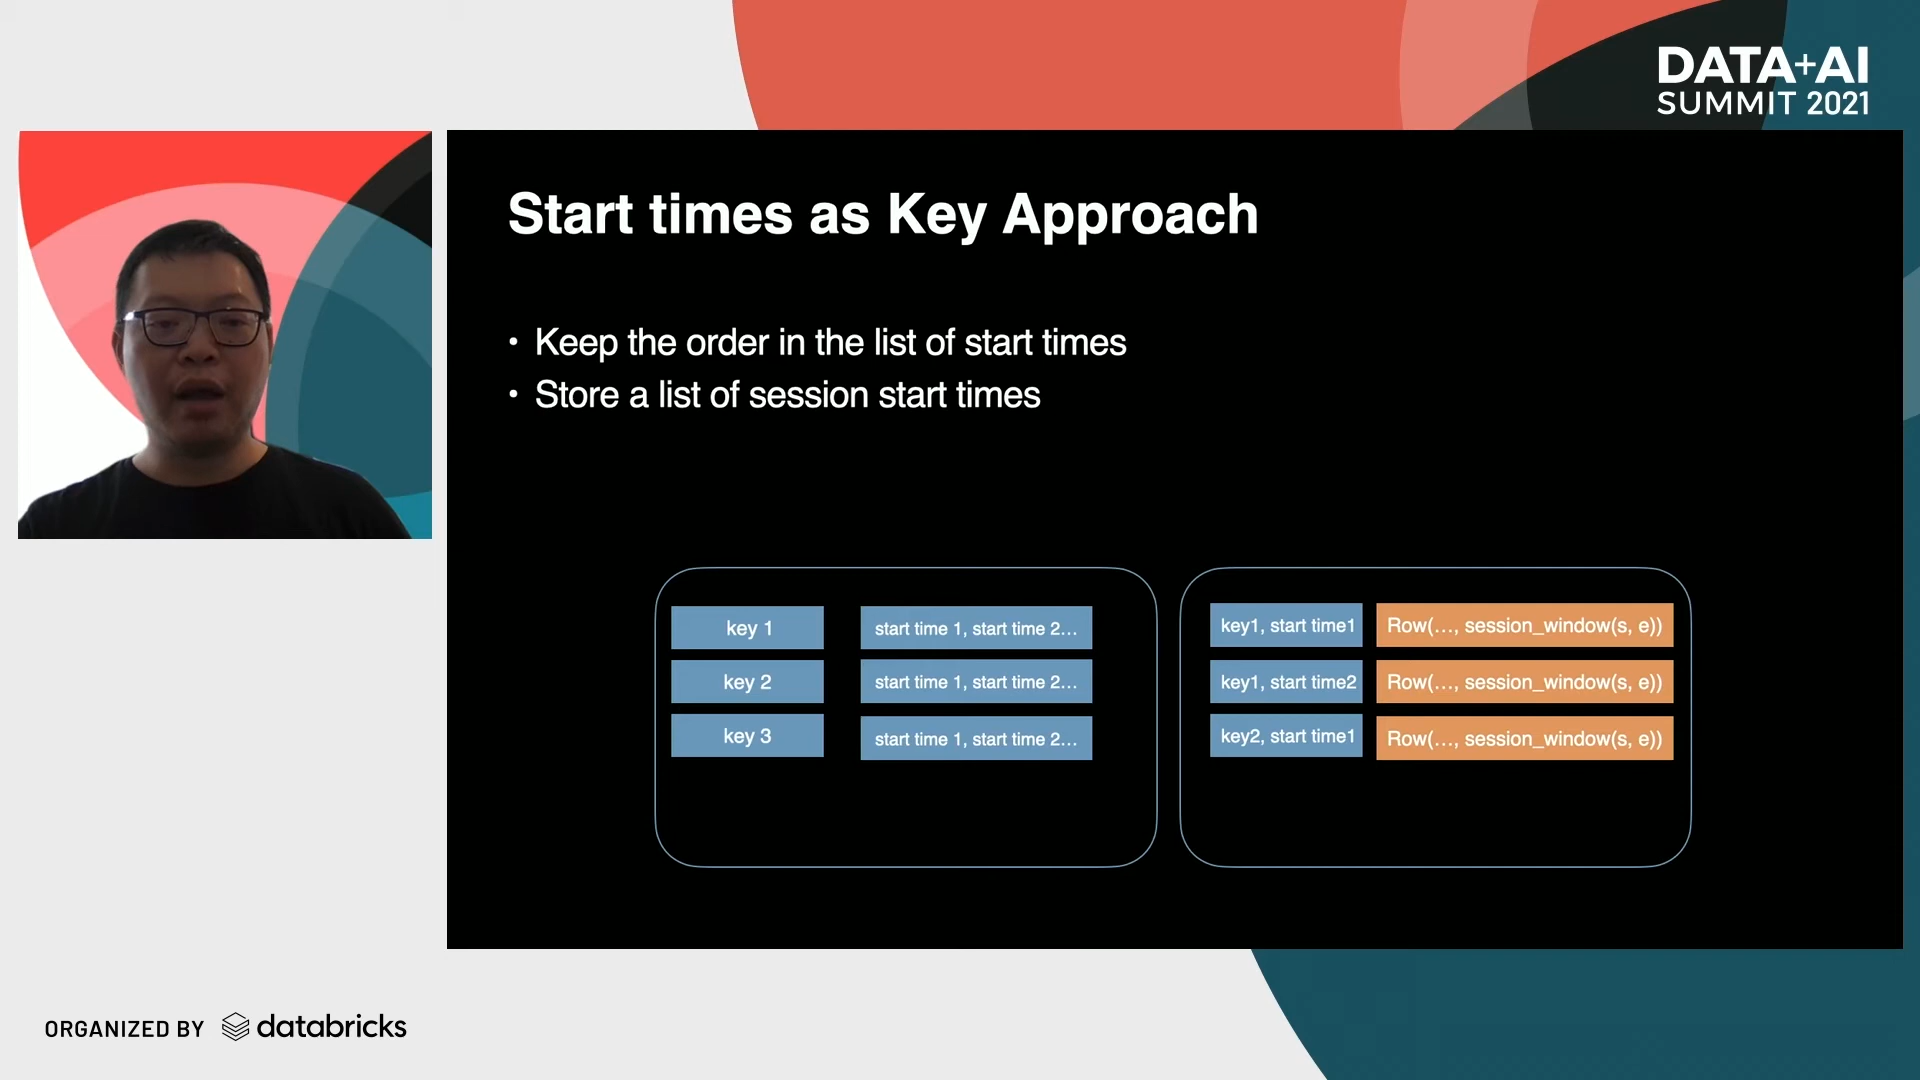 DATA+AI
SUMMIT 2021
Start times as Key Approach
• Keep the order in the list of start times
• Store a list of session start times
key 1
start time 1, start time 2…
key 2
start time 1, start time 2…
key 3
start time 1, start time 2…
key1, start time1
Row(…, session_window(s, e))
key1, start time2
Row(…, session_window(s, e))
key2, start time1
Row(…, session_window(s, e))
ORGANIZED BY databricks